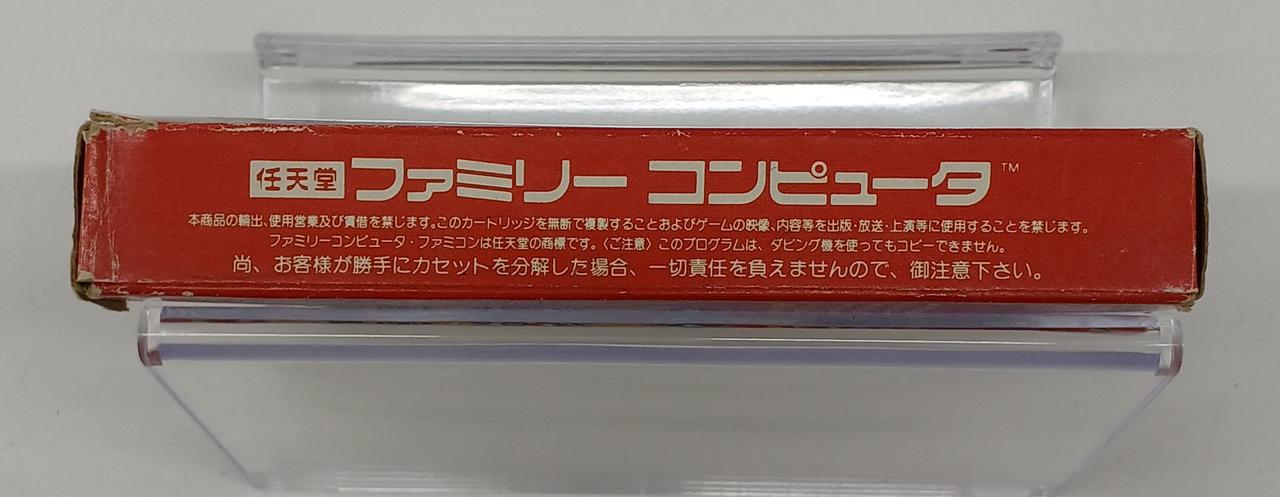 任天堂 ファミリー コンピュータ™
本商品の輸出、使用営業及び賃借を禁じます。このカートリッジを無断で複製することおよびゲームの映像、内容等を出版・放送・上演等に使用することを禁じます。
ファミリーコンピュータ・ファミコンは任天堂の商標です。〈ご注意〉このプログラムは、ダビング機を使ってもコピーできません。
尚、お客様が勝手にカセットを分解した場合、一切責任を負えませんので、御注意下さい。